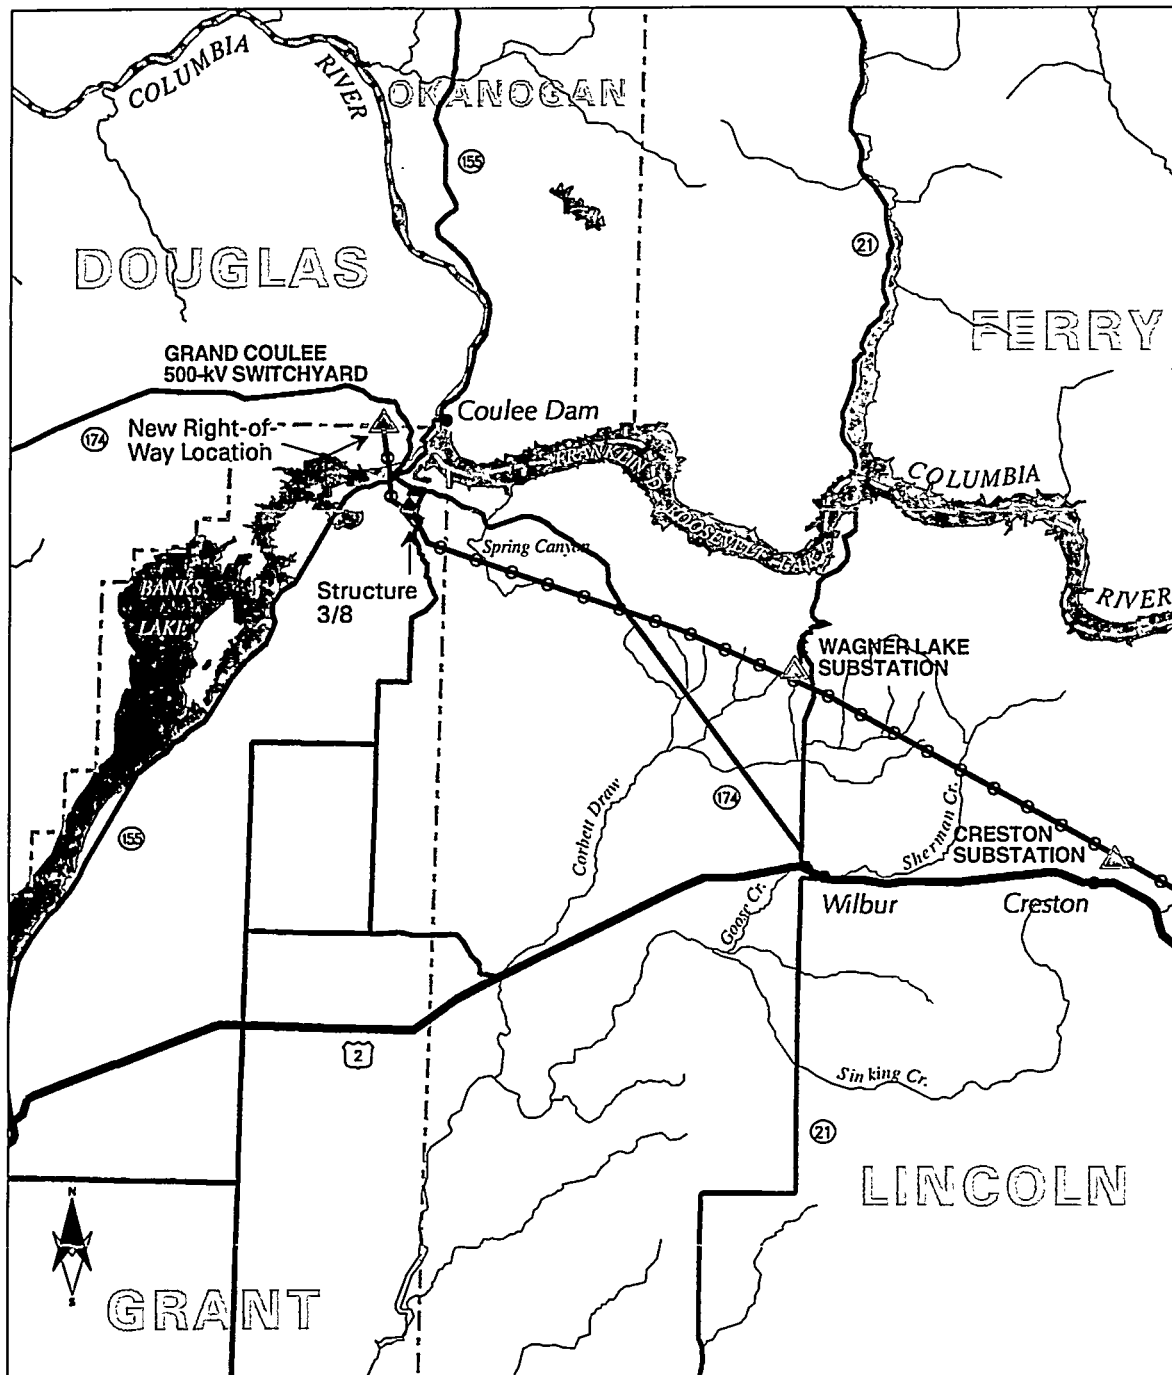 COLUMBIA
RIVER
OKANOGAN
155
21
DOUGLAS
FERRY
GRAND COULEE
500-kV SWITCHYARD
174
New Right-of-
Way Location
Coulee Dam
FRANKLIN D.
ROOSEVELT LAKE
COLUMBIA
RIVER
Spring Canyon
BANKS
LAKE
Structure
3/8
WAGNER LAKE
SUBSTATION
Corbett Draw
174
Sherman Cr.
155
CRESTON
SUBSTATION
Goose Cr.
Wilbur
Creston
2
Sinking Cr.
21
LINCOLN
N
S
GRANT